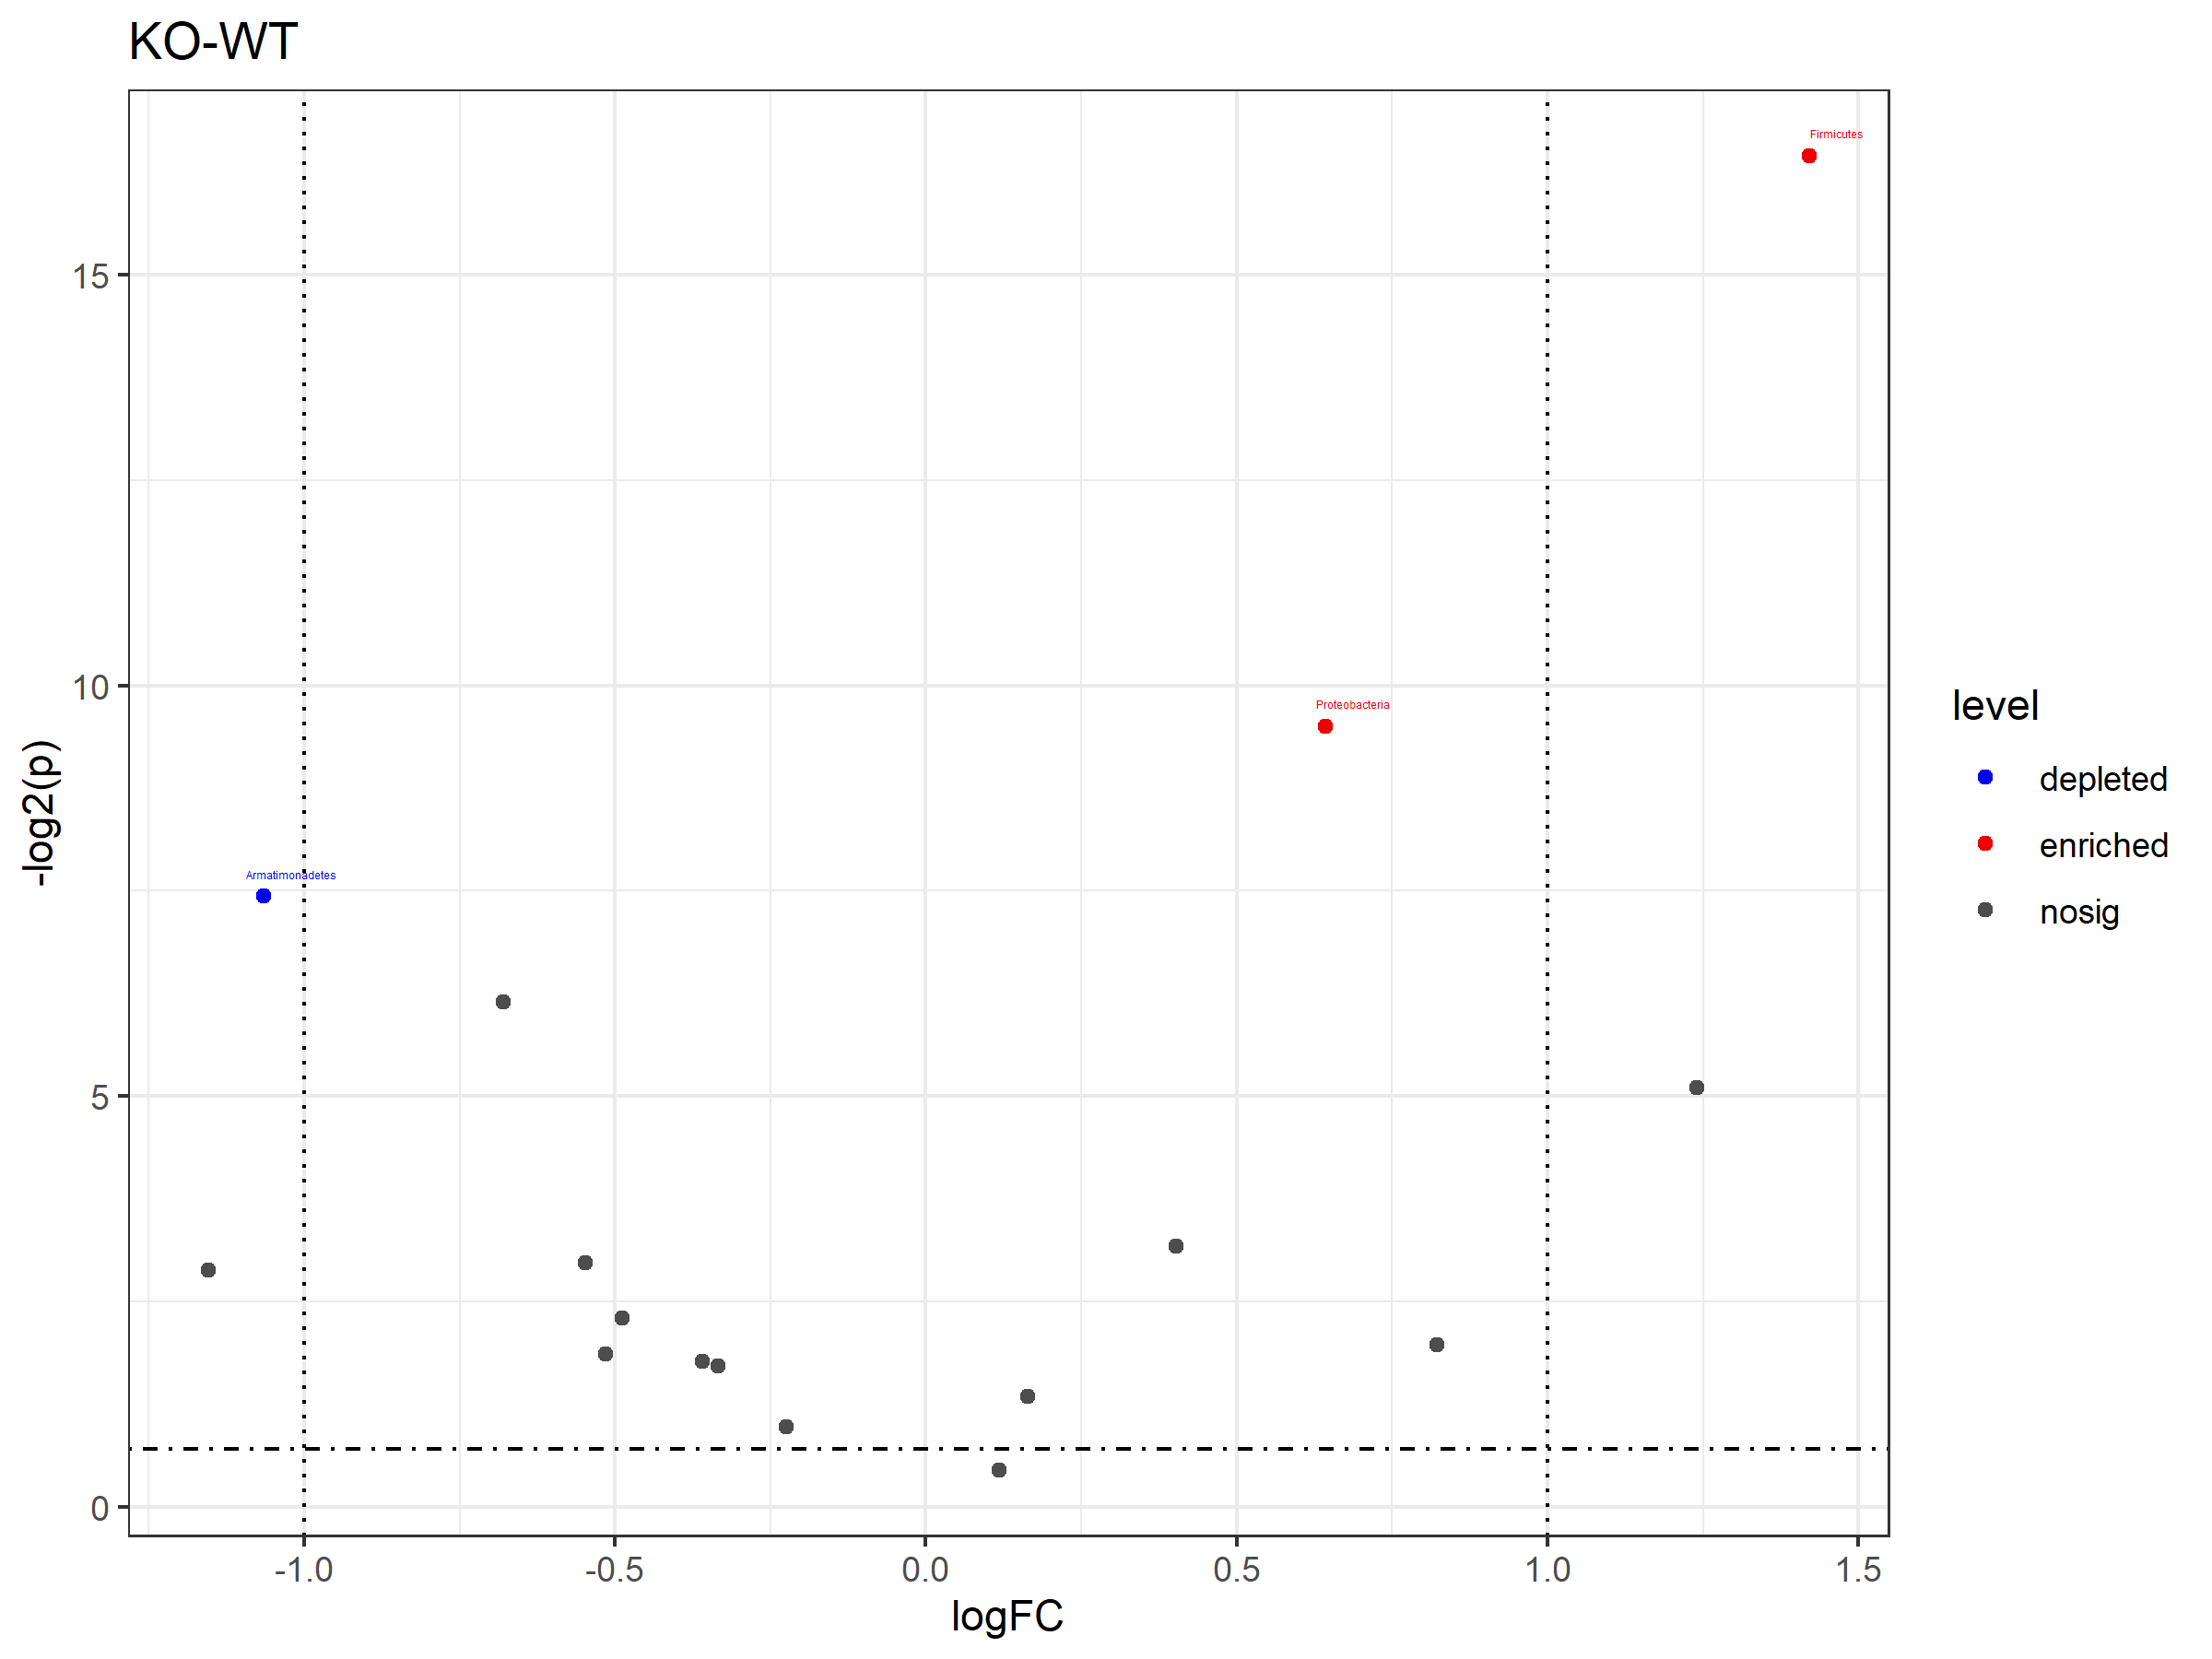 KO-WT
Firmicutes
15
10
Proteobacteria
Armatimonadetes
5
0
-log2(p)
-1.0
-0.5
0.0
0.5
1.0
1.5
logFC
level
depleted
enriched
nosig